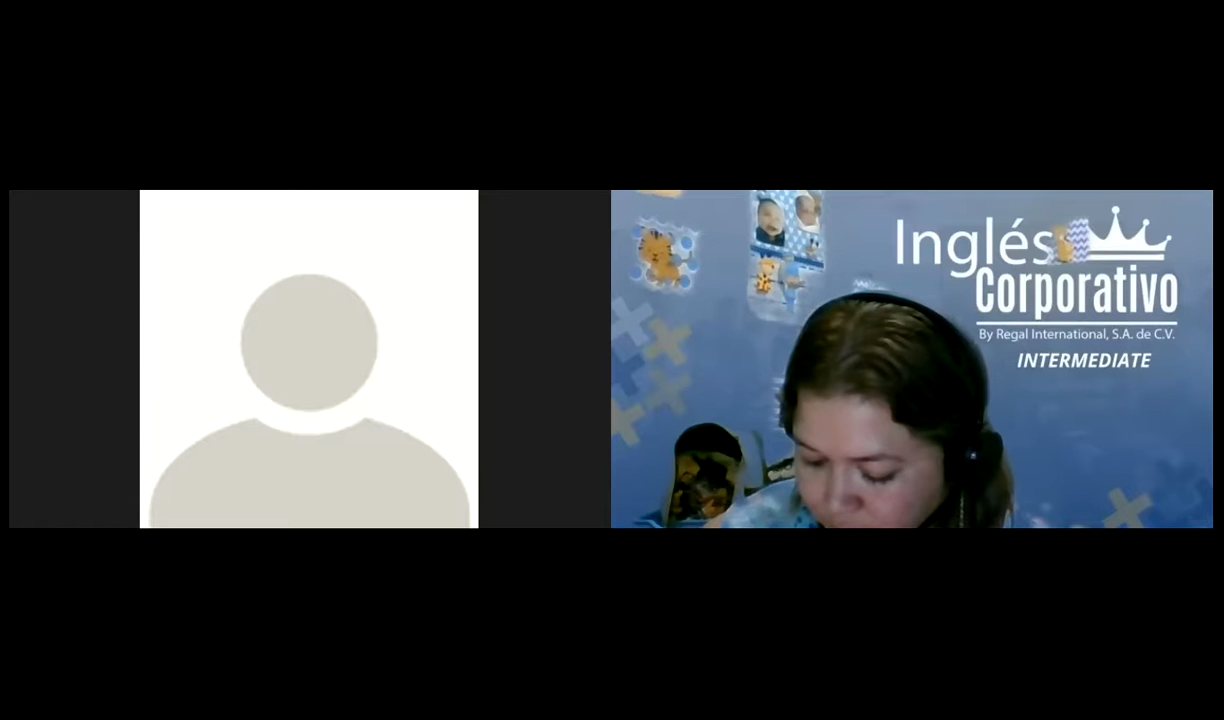 Inglés
Corporativo
By Regal International, S.A. de C.V.
INTERMEDIATE